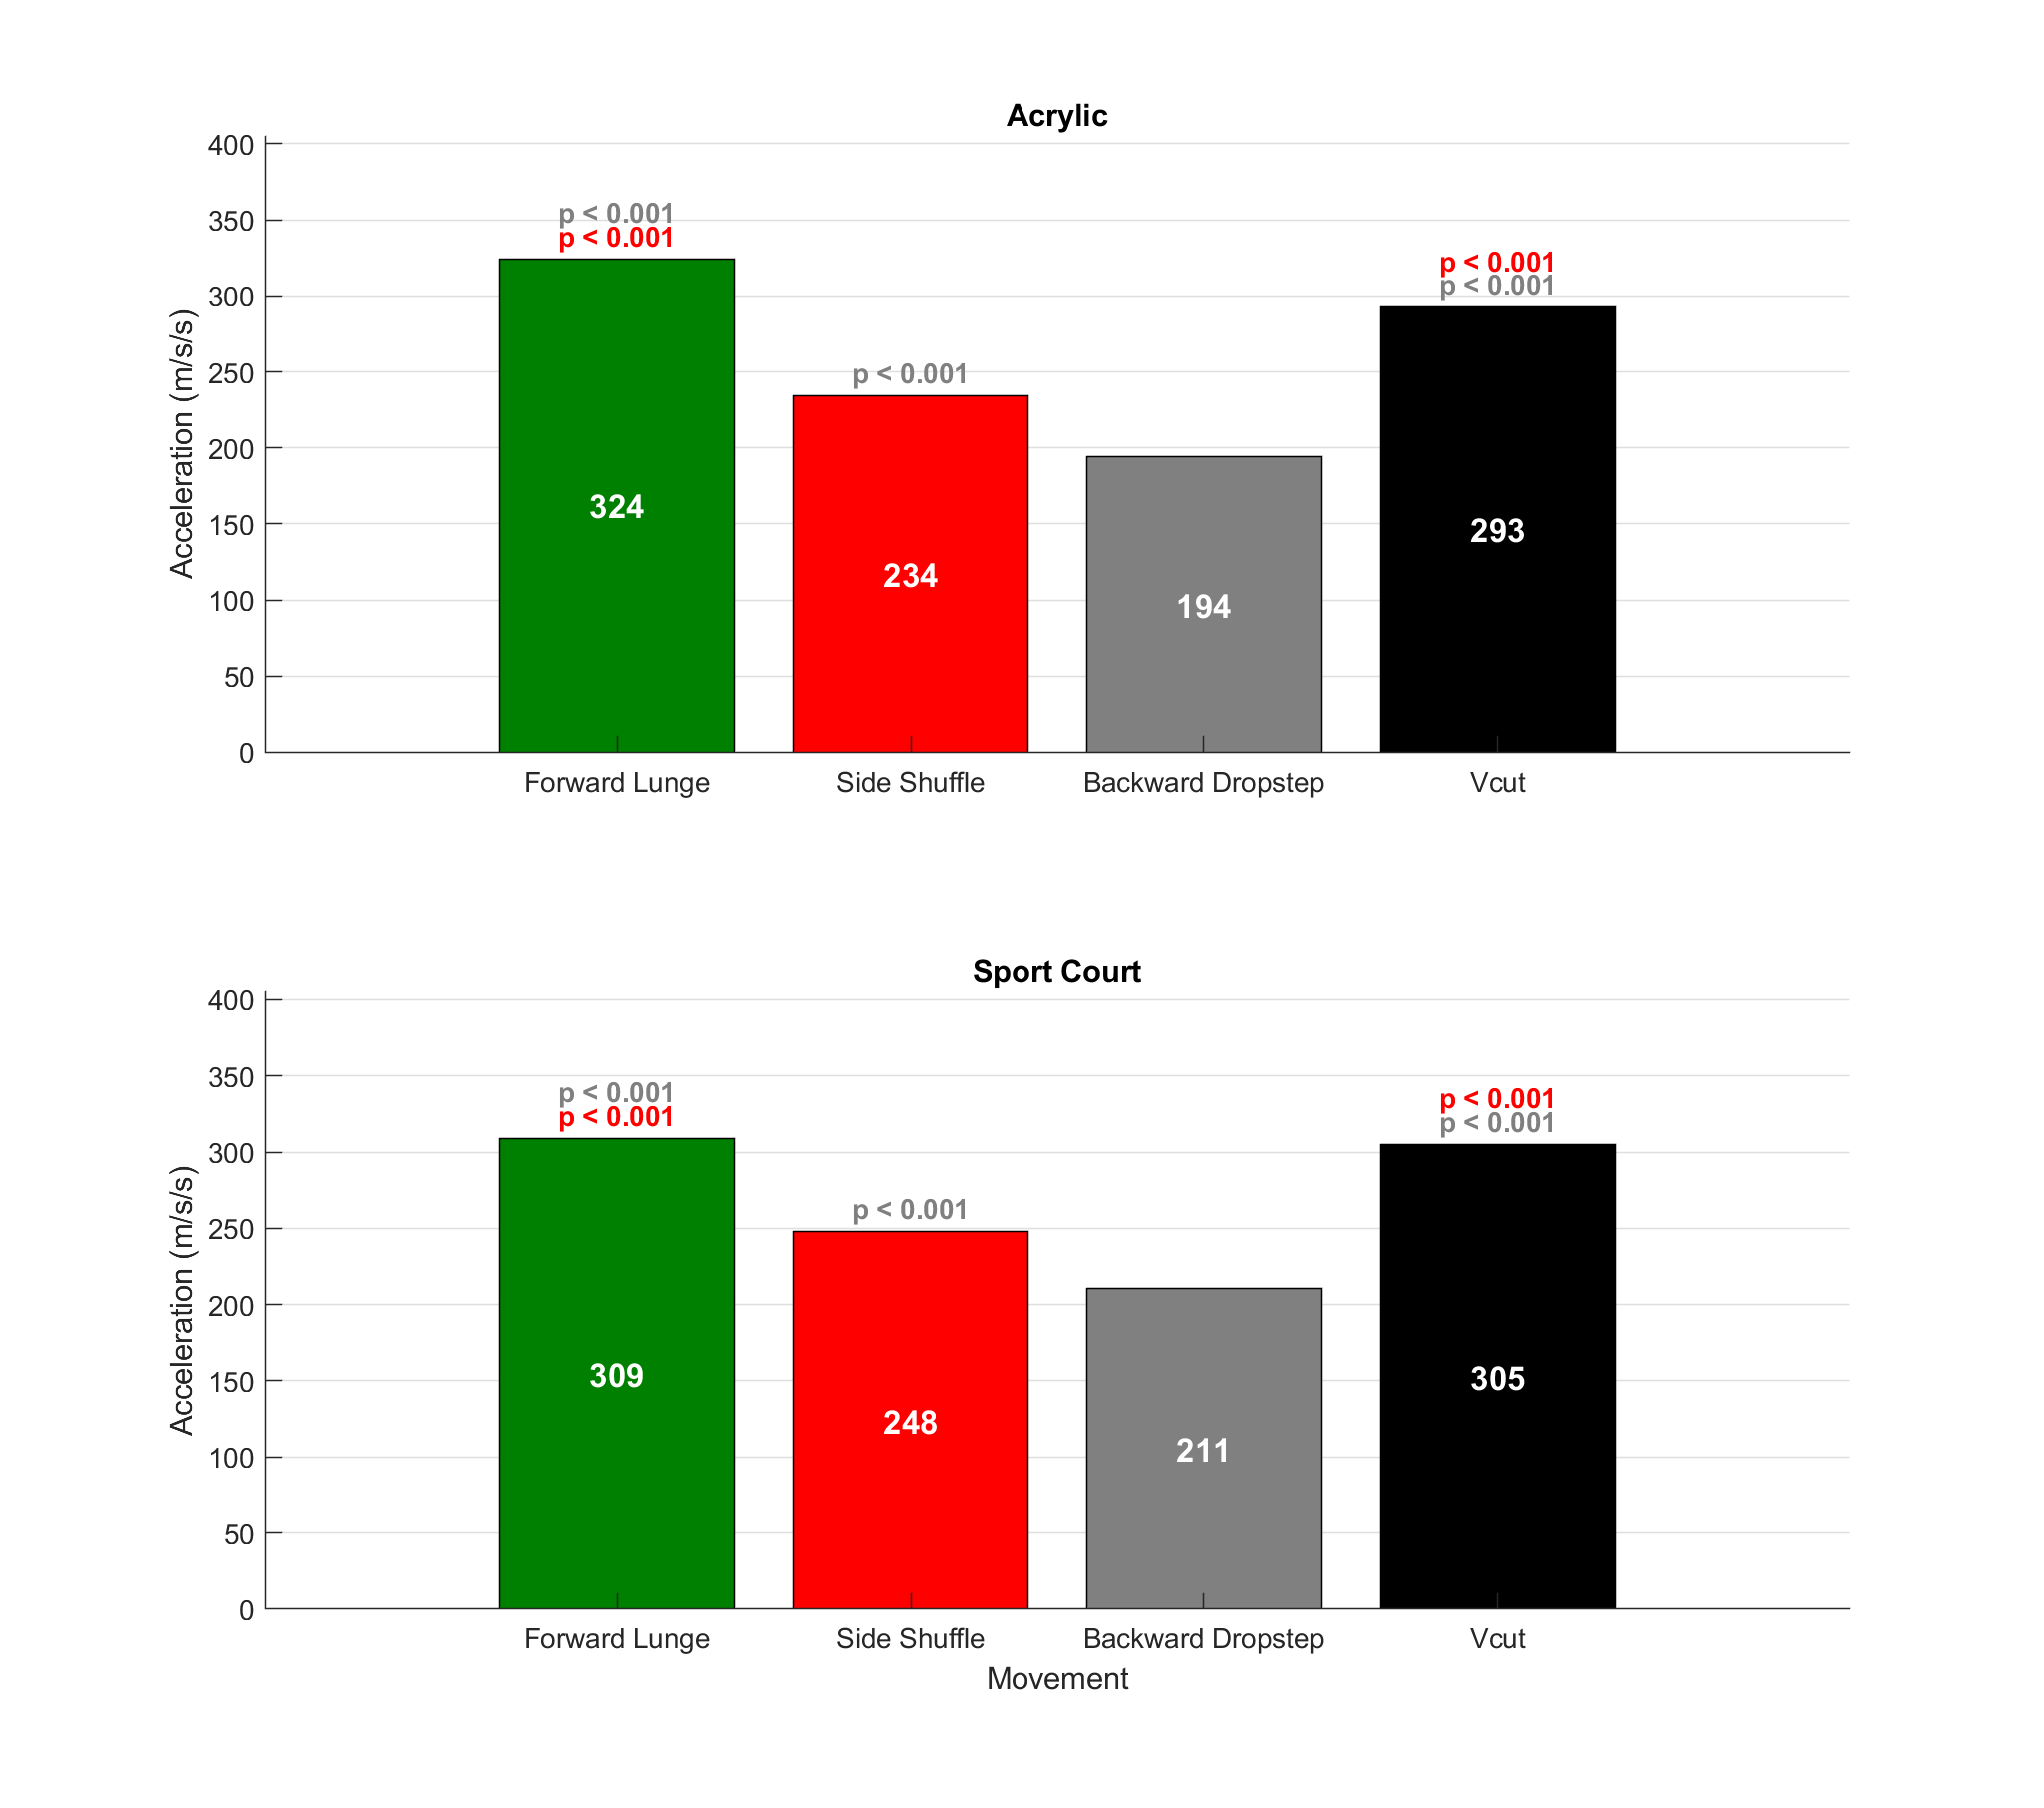 Acrylic
Acceleration (m/s/s)
400
350
300
250
200
150
100
50
0
p < 0.001
p < 0.001
p < 0.001
p < 0.001
p < 0.001
324
234
194
293
Forward Lunge
Side Shuffle
Backward Dropstep
Vcut
Sport Court
Acceleration (m/s/s)
400
350
300
250
200
150
100
50
0
p < 0.001
p < 0.001
p < 0.001
p < 0.001
p < 0.001
309
248
211
305
Forward Lunge
Side Shuffle
Backward Dropstep
Vcut
Movement